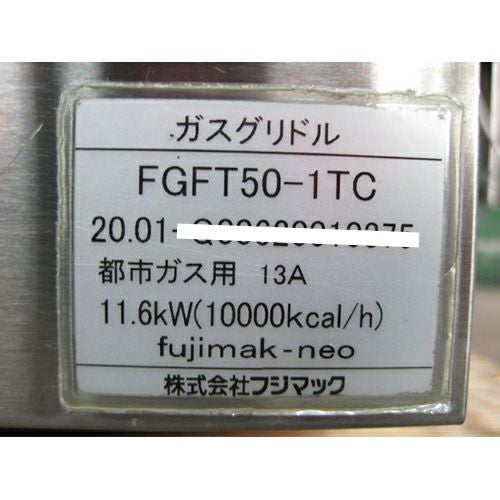 ガスグリドル
FGFT50-1TC
20.01-
都市ガス用 13A
11.6kW(10000kcal/h)
fujimak-neo
株式会社フジマック